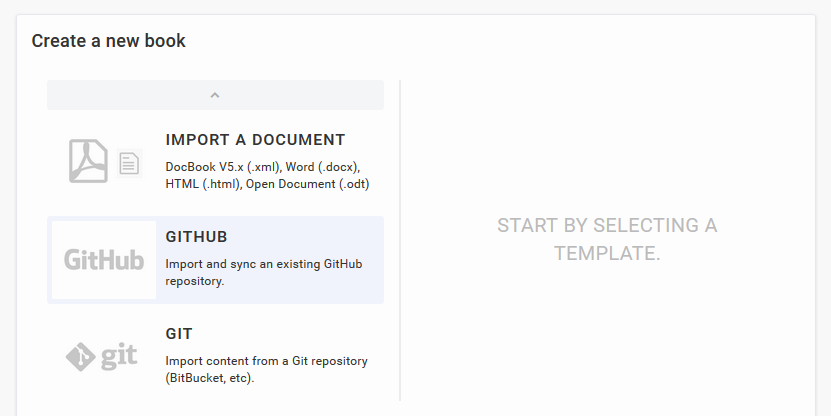 Create a new book
IMPORT A DOCUMENT
DocBook V5.x (.xml), Word (.docx),
HTML (.html), Open Document (.odt)
GitHub
GITHUB
Import and sync an existing GitHub
repository.
git
GIT
Import content from a Git repository
(BitBucket, etc).
START BY SELECTING A
TEMPLATE.